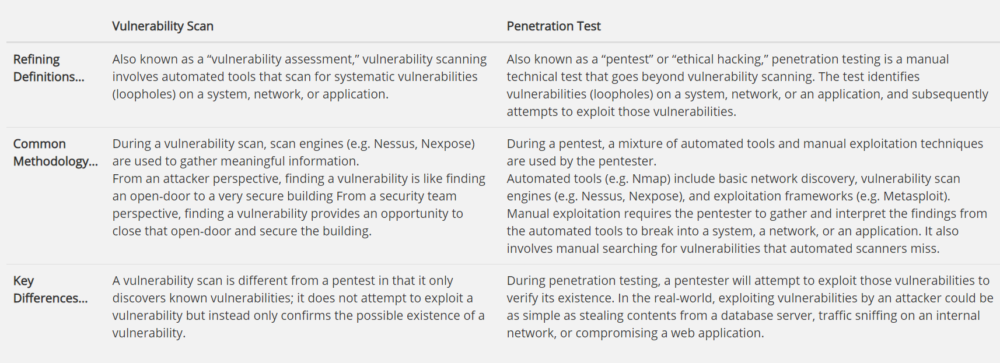 Vulnerability Scan
Penetration Test
Refining
Definitions...
Also known as a “vulnerability assessment,” vulnerability scanning
involves automated tools that scan for systematic vulnerabilities
(loopholes) on a system, network, or application.
Also known as a “pentest” or “ethical hacking,” penetration testing is a manual
technical test that goes beyond vulnerability scanning. The test identifies
vulnerabilities (loopholes) on a system, network, or an application, and subsequently
attempts to exploit those vulnerabilities.
Common
Methodology...
During a vulnerability scan, scan engines (e.g. Nessus, Nexpose)
are used to gather meaningful information.
From an attacker perspective, finding a vulnerability is like finding
an open-door to a very secure building From a security team
perspective, finding a vulnerability provides an opportunity to
close that open-door and secure the building.
During a pentest, a mixture of automated tools and manual exploitation techniques
are used by the pentester.
Automated tools (e.g. Nmap) include basic network discovery, vulnerability scan
engines (e.g. Nessus, Nexpose), and exploitation frameworks (e.g. Metasploit).
Manual exploitation requires the pentester to gather and interpret the findings from
the automated tools to break into a system, a network, or an application. It also
involves manual searching for vulnerabilities that automated scanners miss.
Key
Differences...
A vulnerability scan is different from a pentest in that it only
discovers known vulnerabilities; it does not attempt to exploit a
vulnerability but instead only confirms the possible existence of a
vulnerability.
During penetration testing, a pentester will attempt to exploit those vulnerabilities to
verify its existence. In the real-world, exploiting vulnerabilities by an attacker could be
as simple as stealing contents from a database server, traffic sniffing on an internal
network, or compromising a web application.